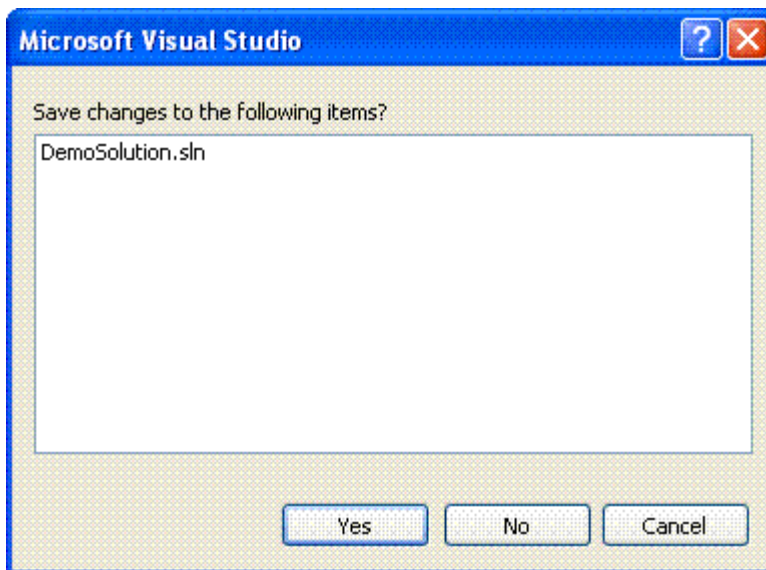 Microsoft Visual Studio
Save changes to the following items?
DemoSolution.sln
Yes No Cancel